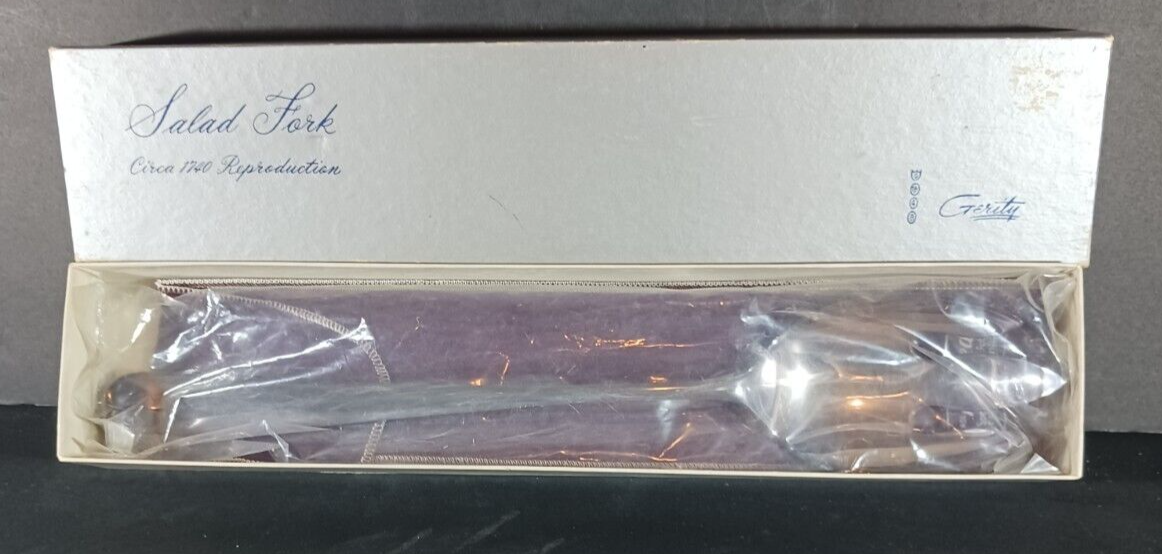 Salad Fork
Circa 1740 Reproduction
Gerity